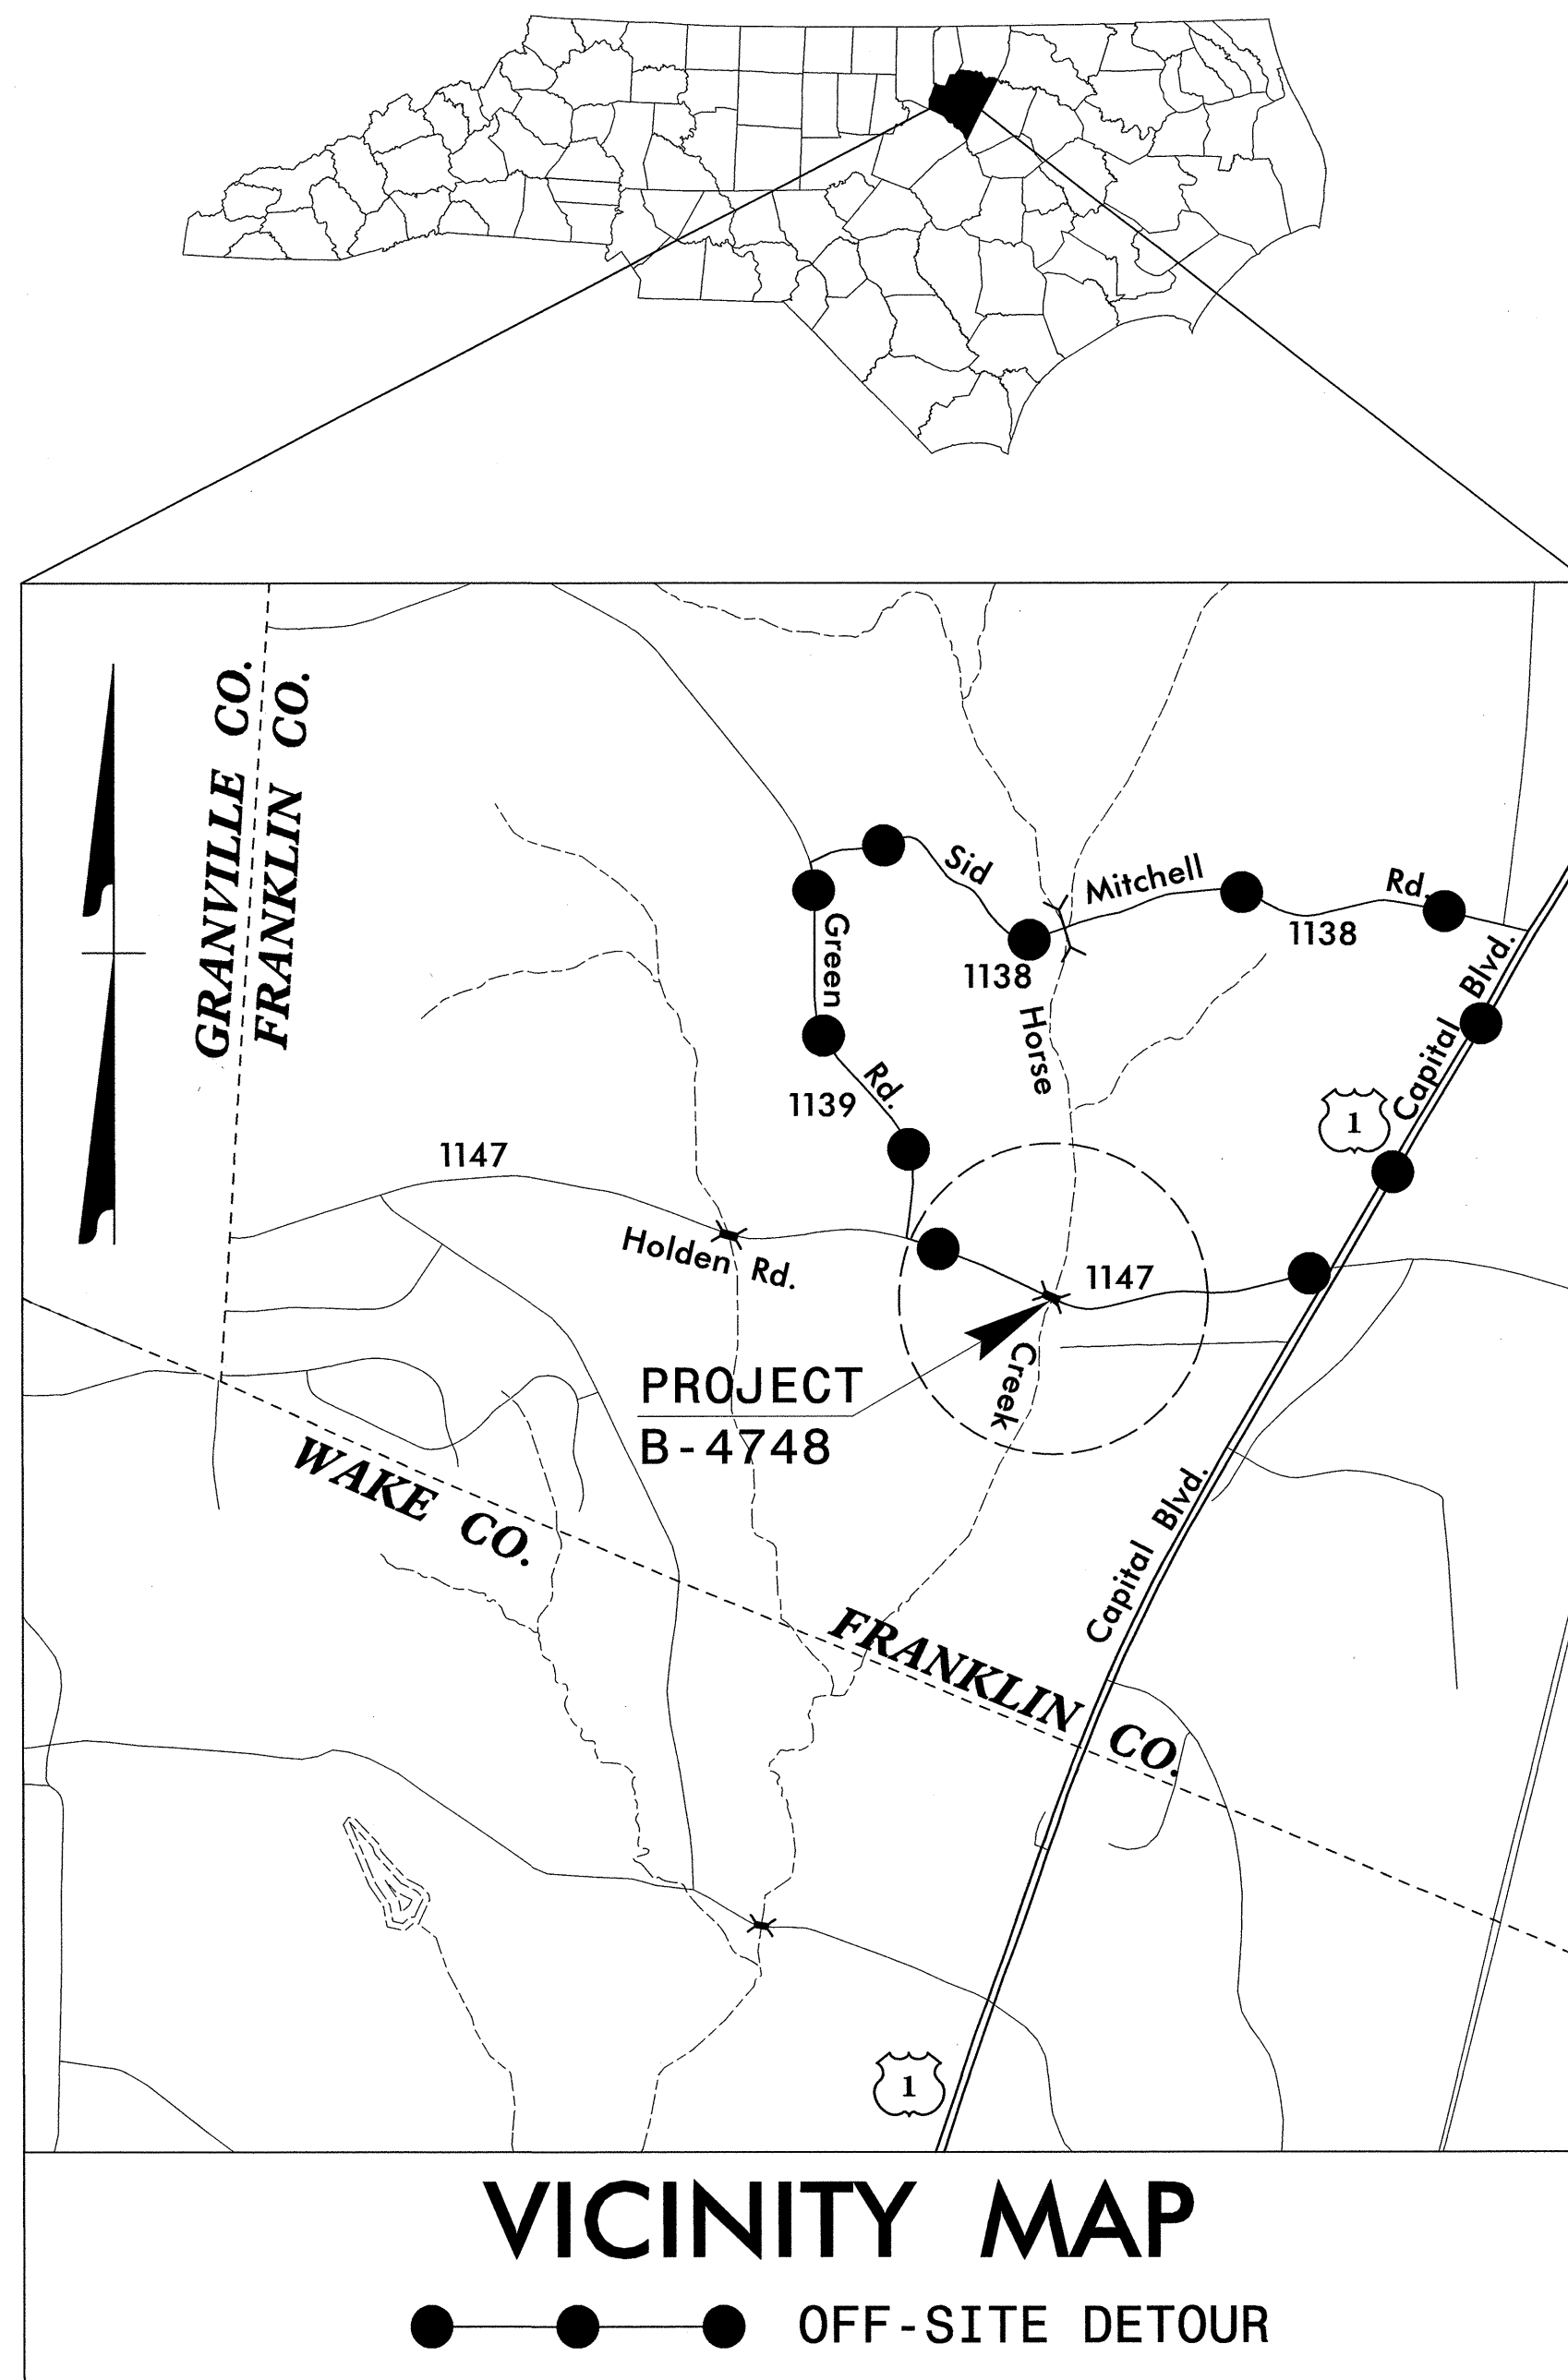 GRANVILLE CO.
FRANKLIN CO.
Sid Mitchell Rd.
1138
1138
Green Rd.
1139
Horse Creek
Capital Blvd.
1
1147
Holden Rd.
1147
PROJECT
B-4748
WAKE CO.
FRANKLIN CO.
Capital Blvd.
1
VICINITY MAP
OFF-SITE DETOUR